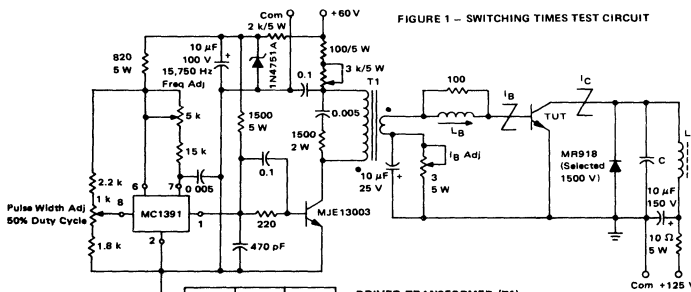 FIGURE 1 – SWITCHING TIMES TEST CIRCUIT
Com
+60 V
2 k/5 W
820
5 W
10 μF
100 V
15,750 Hz
Freq Adj
1N4751A
100/5 W
3 k/5 W
T1
0.1
5 k
1500
5 W
0.005
1500
2 W
100
LB
IB
IC
TUT
15 k
0.1
10 μF
25 V
IB Adj
3
5 W
MR918
(Selected
1500 V)
C
L
2.2 k
6
7
0 005
1 k
8
MC1391
1
220
MJE13003
Pulse Width Adj
50% Duty Cycle
10 μF
150 V
10 Ω
5 W
1.8 k
2
470 pF
Com +125 V